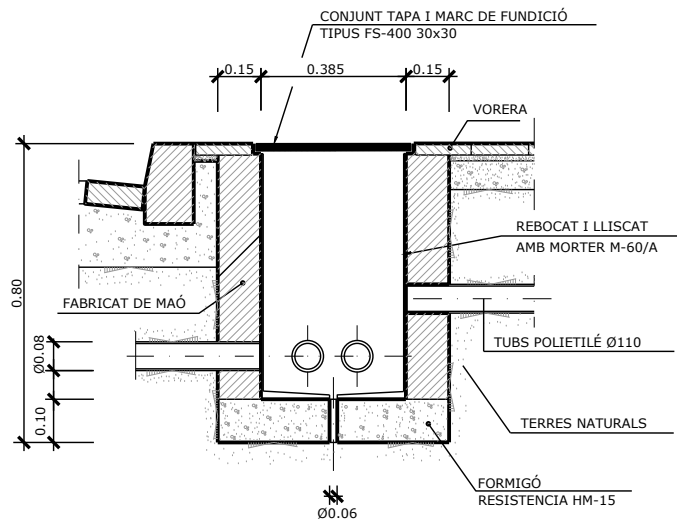 CONJUNT TAPA I MARC DE FUNDICIÓ
TIPUS FS-400 30x30
0.15
0.385
0.15
VORERA
REBOCAT I LLISCAT
AMB MORTER M-60/A
0.80
FABRICAT DE MAÓ
Ø0.08
TUBS POLIETILÉ Ø110
0.10
TERRES NATURALS
FORMIGÓ
RESISTENCIA HM-15
Ø0.06